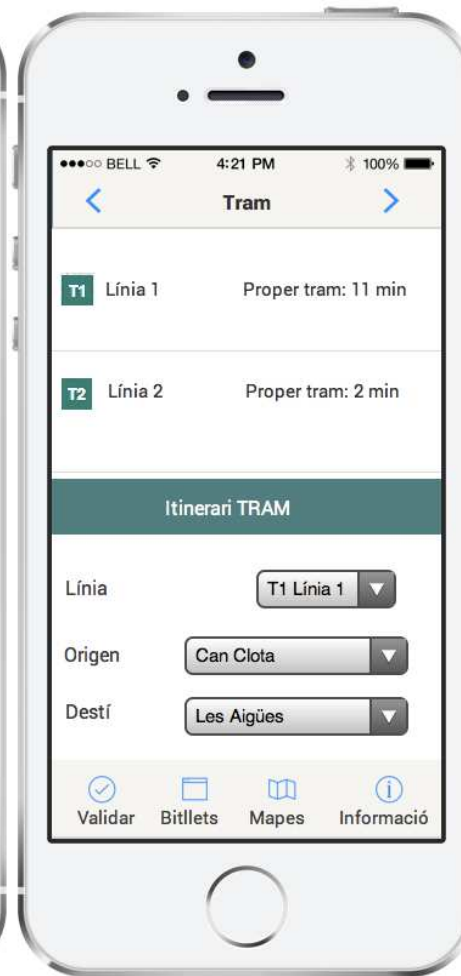 BELL 4:21 PM 100%
Tram
T1 Línia 1 Proper tram: 11 min
T2 Línia 2 Proper tram: 2 min
Itinerari TRAM
Línia T1 Línia 1
Origen Can Clota
Destí Les Aigües
Validar Bitllets Mapes Informació